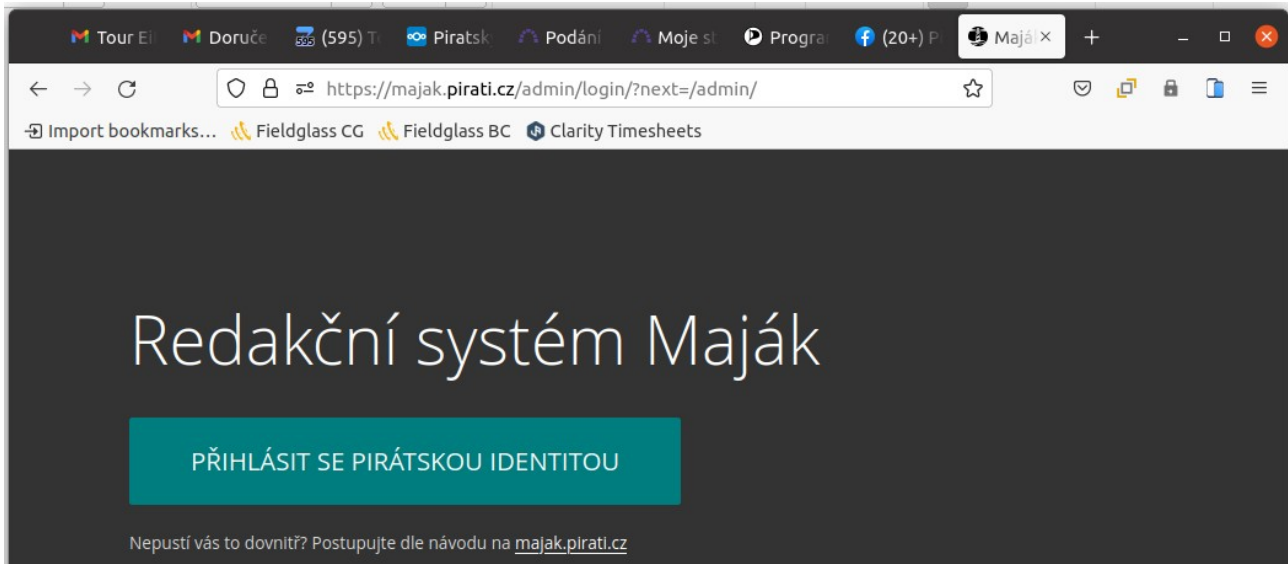 Tour Ei Doruče (595) T Piratsk Podání Moje st Progra (20+) P Maják
https://majak.pirati.cz/admin/login/?next=/admin/
Import bookmarks... Fieldglass CG Fieldglass BC Clarity Timesheets
Redakční systém Maják
PŘIHLÁSIT SE PIRÁTSKOU IDENTITOU
Nepustí vás to dovnitř? Postupujte dle návodu na majak.pirati.cz